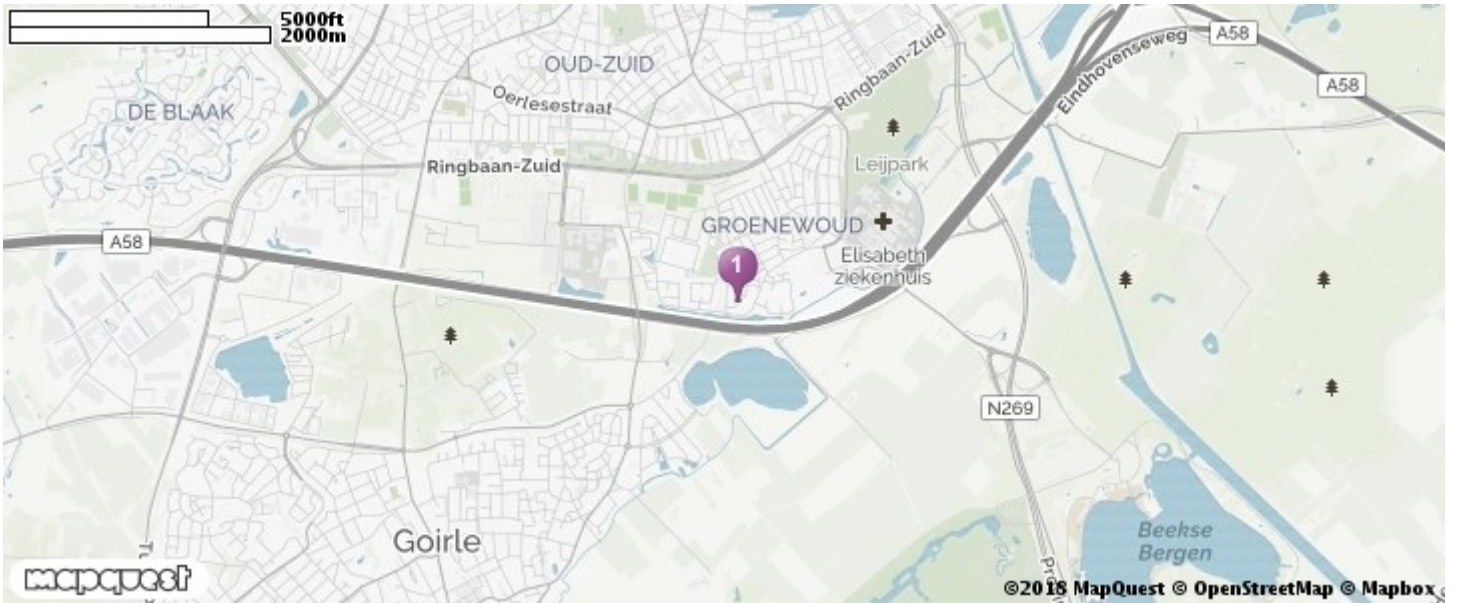 5000ft
2000m
A58
Eindhovenseweg
A58
OUD-ZUID
Ringbaan-Zuid
Oerlesestraat
DE BLAAK
Ringbaan-Zuid
Leijpark
GROENEWOUD
A58
1
Elisabeth
ziekenhuis
N269
Goirle
Beekse
Bergen
mapquest
©2018 MapQuest © OpenStreetMap © Mapbox